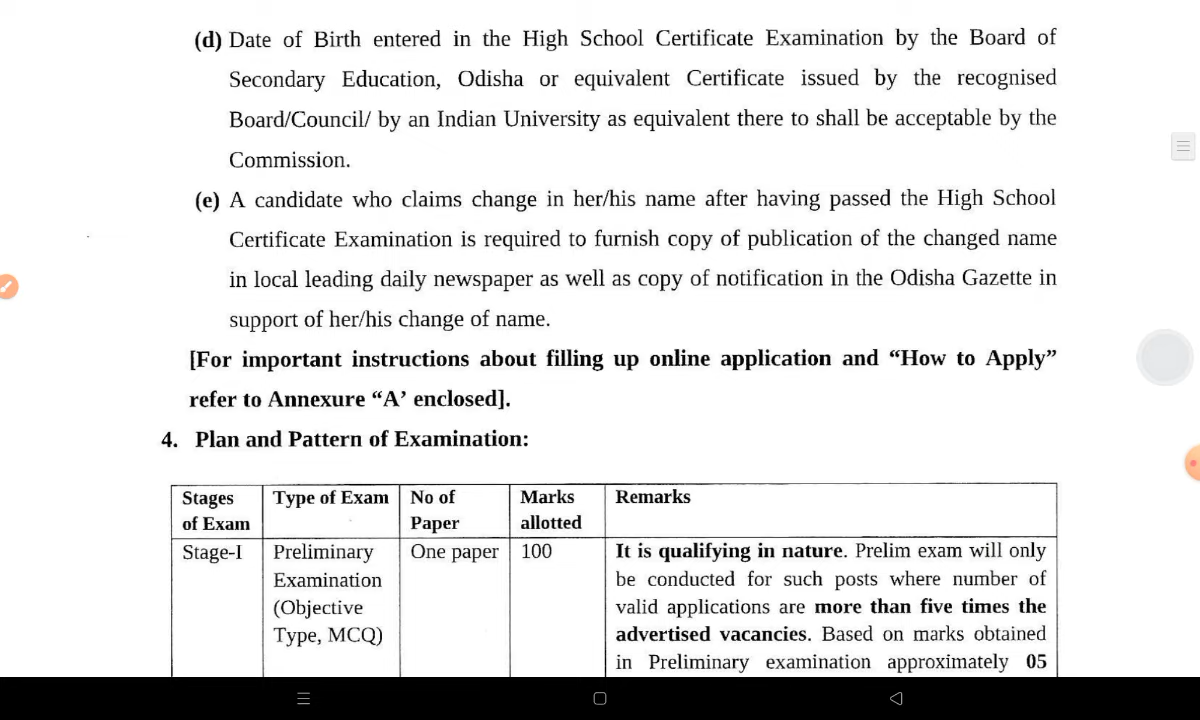 (d) Date of Birth entered in the High School Certificate Examination by the Board of
Secondary Education, Odisha or equivalent Certificate issued by the recognised
Board/Council/ by an Indian University as equivalent there to shall be acceptable by the
Commission.
(e) A candidate who claims change in her/his name after having passed the High School
Certificate Examination is required to furnish copy of publication of the changed name
in local leading daily newspaper as well as copy of notification in the Odisha Gazette in
support of her/his change of name.
[For important instructions about filling up online application and “How to Apply”
refer to Annexure “A’ enclosed].
4. Plan and Pattern of Examination:
Stages of Exam
Type of Exam
No of Paper
Marks allotted
Remarks
Stage-I
Preliminary
Examination
(Objective
Type, MCQ)
One paper
100
It is qualifying in nature. Prelim exam will only
be conducted for such posts where number of
valid applications are more than five times the
advertised vacancies. Based on marks obtained
in Preliminary examination approximately 05